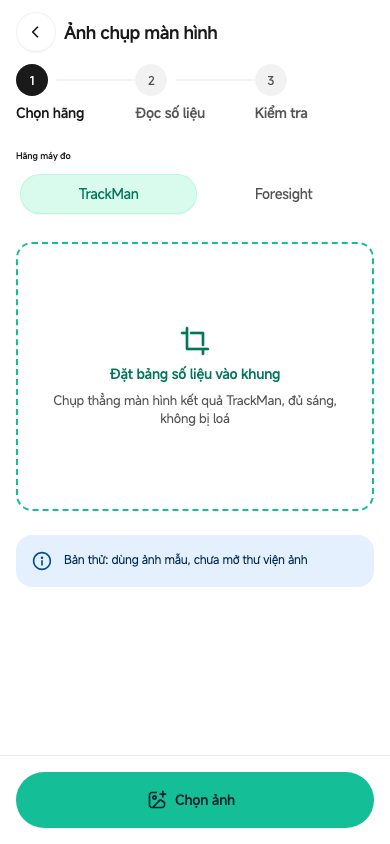 Ảnh chụp màn hình
1
2
3
Chọn hãng
Đọc số liệu
Kiểm tra
Hãng máy đo
TrackMan
Foresight
Đặt bảng số liệu vào khung
Chụp thẳng màn hình kết quả TrackMan, đủ sáng,
không bị loá
Bản thử: dùng ảnh mẫu, chưa mở thư viện ảnh
Chọn ảnh